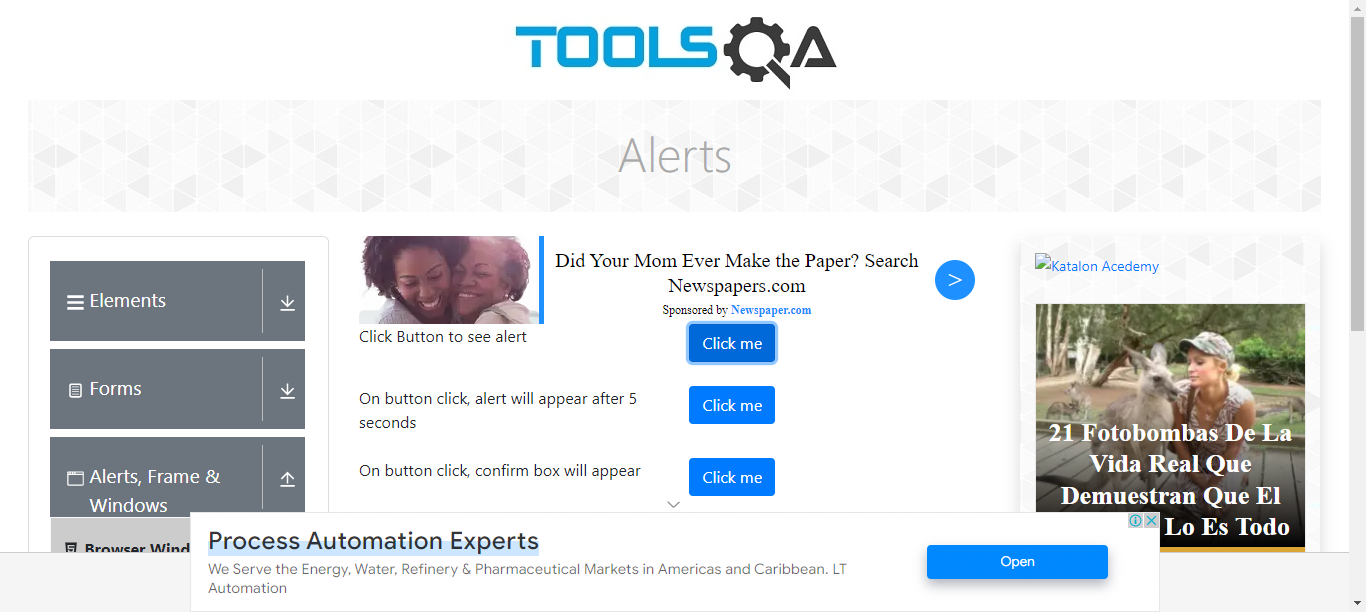 TOOLSQA
Alerts
Elements
Forms
Alerts, Frame &
Windows
Did Your Mom Ever Make the Paper? Search
Newspapers.com
Sponsored by Newspaper.com
>
Click Button to see alert
Click me
On button click, alert will appear after 5
seconds
Click me
On button click, confirm box will appear
Click me
Katalon Acedemy
21 Fotobombas De La
Vida Real Que
Demuestran Que El
Lo Es Todo
Process Automation Experts
We Serve the Energy, Water, Refinery & Pharmaceutical Markets in Americas and Caribbean. LT
Automation
Open